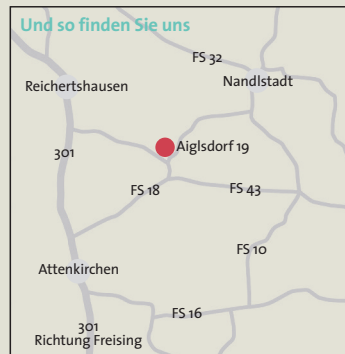 Und so finden Sie uns
FS 32
Reichertshausen
Nandlstadt
301
Aiglsdorf 19
FS 18
FS 43
FS 10
Attenkirchen
FS 16
301
Richtung Freising